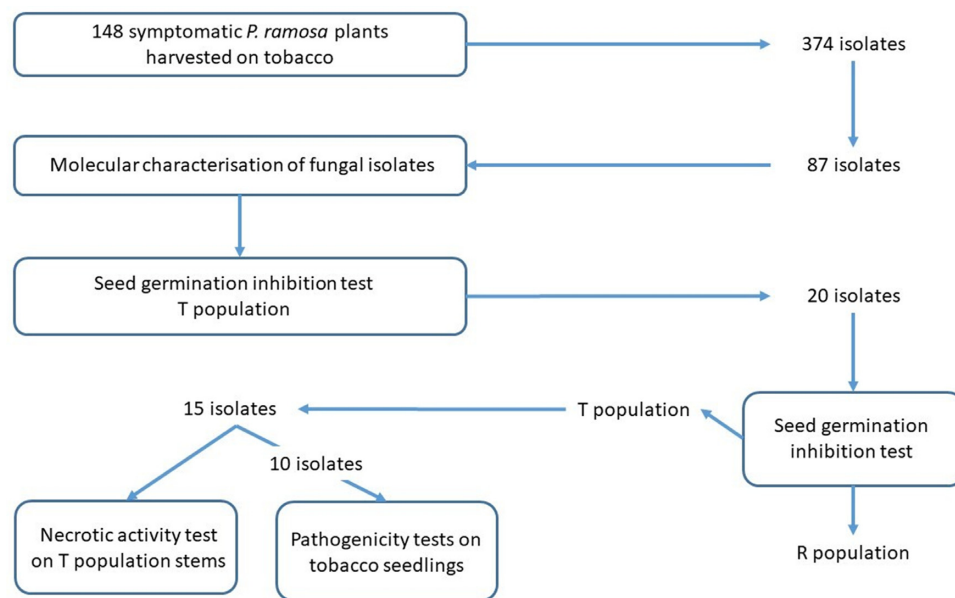 148 symptomatic P. ramosa plants
harvested on tobacco
374 isolates
Molecular characterisation of fungal isolates
87 isolates
Seed germination inhibition test
T population
20 isolates
15 isolates
T population
Seed germination
inhibition test
10 isolates
Necrotic activity test
on T population stems
Pathogenicity tests on
tobacco seedlings
R population